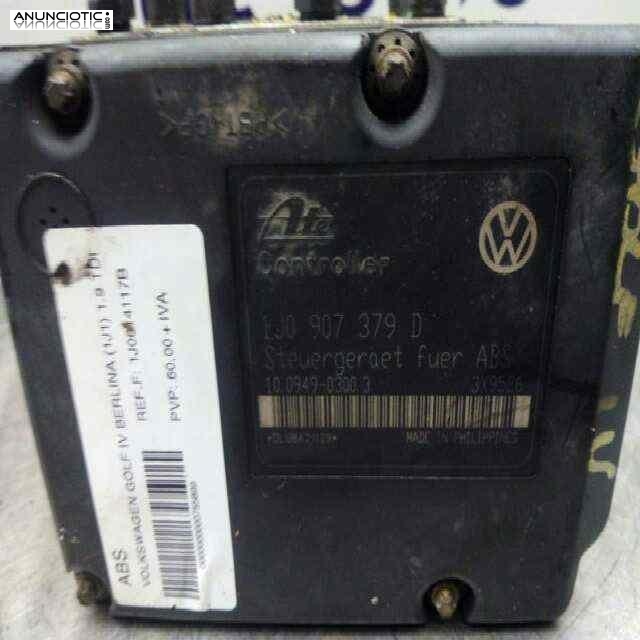 ANUNCIOTIC!
.com
Ate
Controller
1J0 907 379 D
Steuergeraet fuer ABS
10.0949-0300.3
MADE IN PHILIPPINES
ABS
VOLKSWAGEN GOLF IV BERLINA (1J1) 1.9 TDI
REF.F:
PVP: 60.00 + IVA